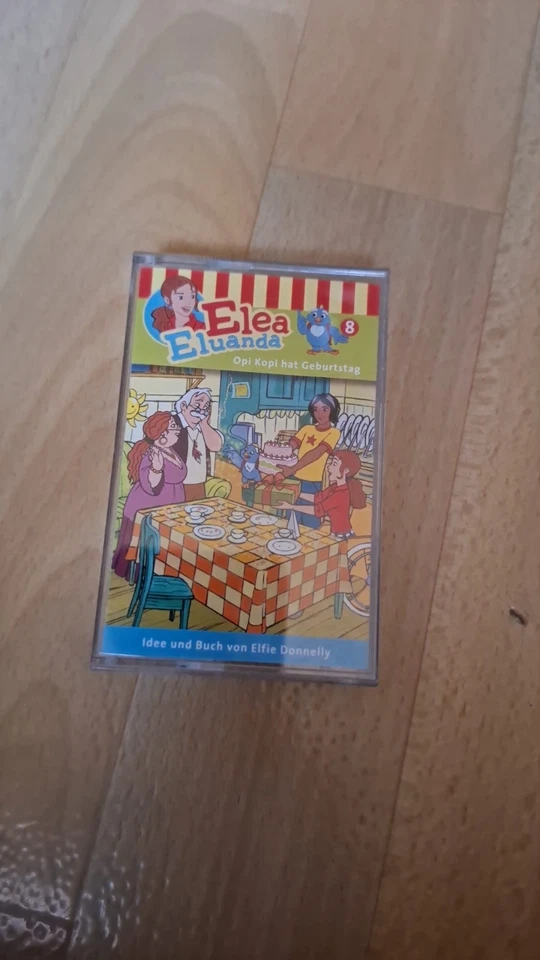 Elea
Eluanda
8
Opi Kopi hat Geburtstag
Idee und Buch von Elfie Donnelly